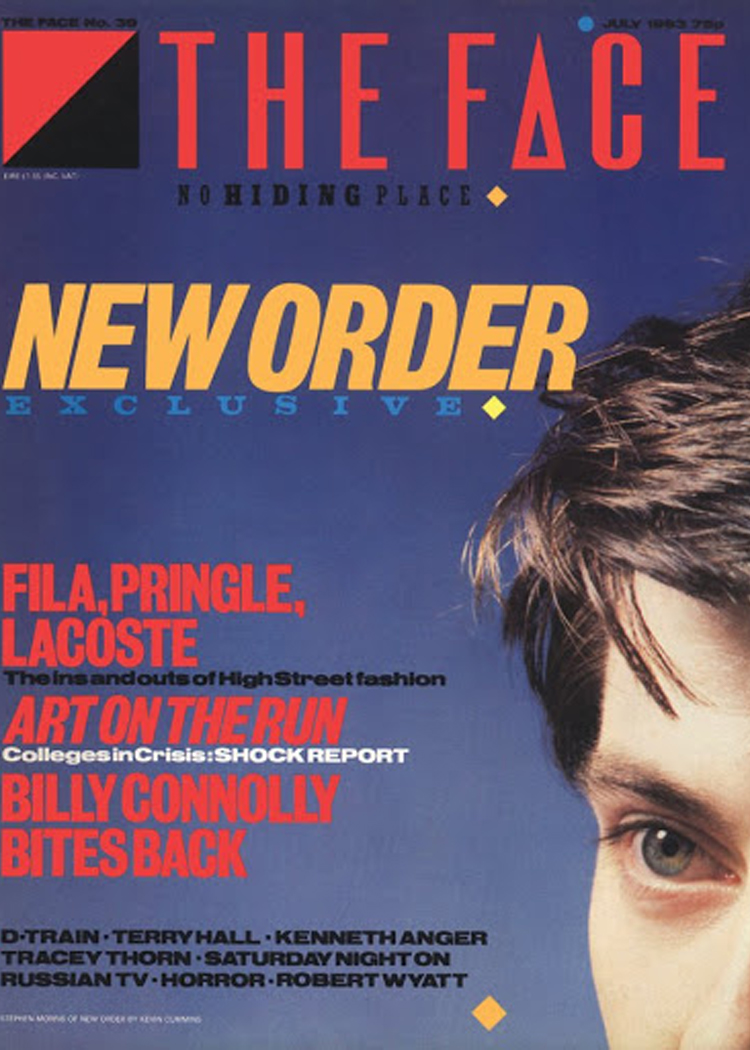 THE FACE No. 39
JULY 1983 75p
THE FACE
NO HIDING PLACE
NEW ORDER
EXCLUSIVE
FILA, PRINGLE,
LACOSTE
The ins and outs of High Street fashion
ART ON THE RUN
Colleges in Crisis: SHOCK REPORT
BILLY CONNOLLY
BITES BACK
D-TRAIN · TERRY HALL · KENNETH ANGER
TRACEY THORN · SATURDAY NIGHT ON
RUSSIAN TV · HORROR · ROBERT WYATT
STEPHEN MORRIS OF NEW ORDER BY KEVIN CUMMINS